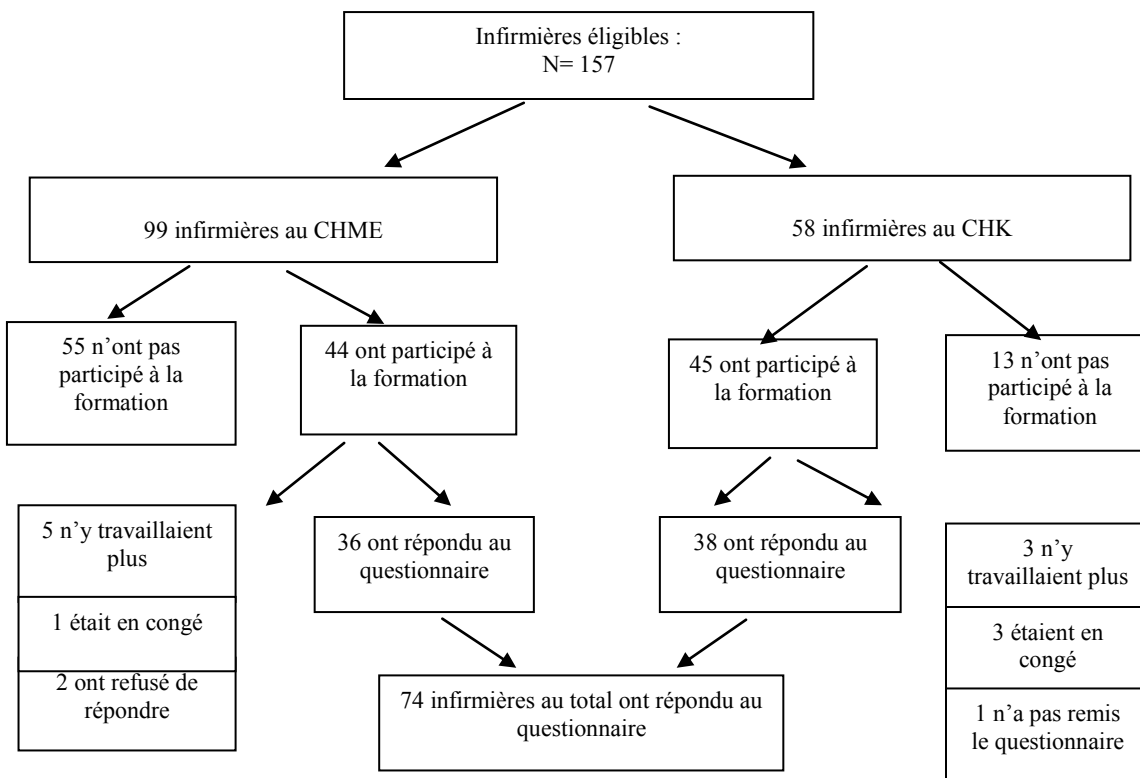 Infirmières éligibles :
N= 157
99 infirmières au CHME
58 infirmières au CHK
55 n’ont pas
participé à la
formation
44 ont participé à
la formation
45 ont participé à
la formation
13 n’ont pas
participé à la
formation
5 n’y travaillaient
plus
1 était en congé
2 ont refusé de
répondre
36 ont répondu au
questionnaire
38 ont répondu au
questionnaire
3 n’y
travaillaient plus
3 étaient en
congé
1 n’a pas remis
le questionnaire
74 infirmières au total ont répondu au
questionnaire